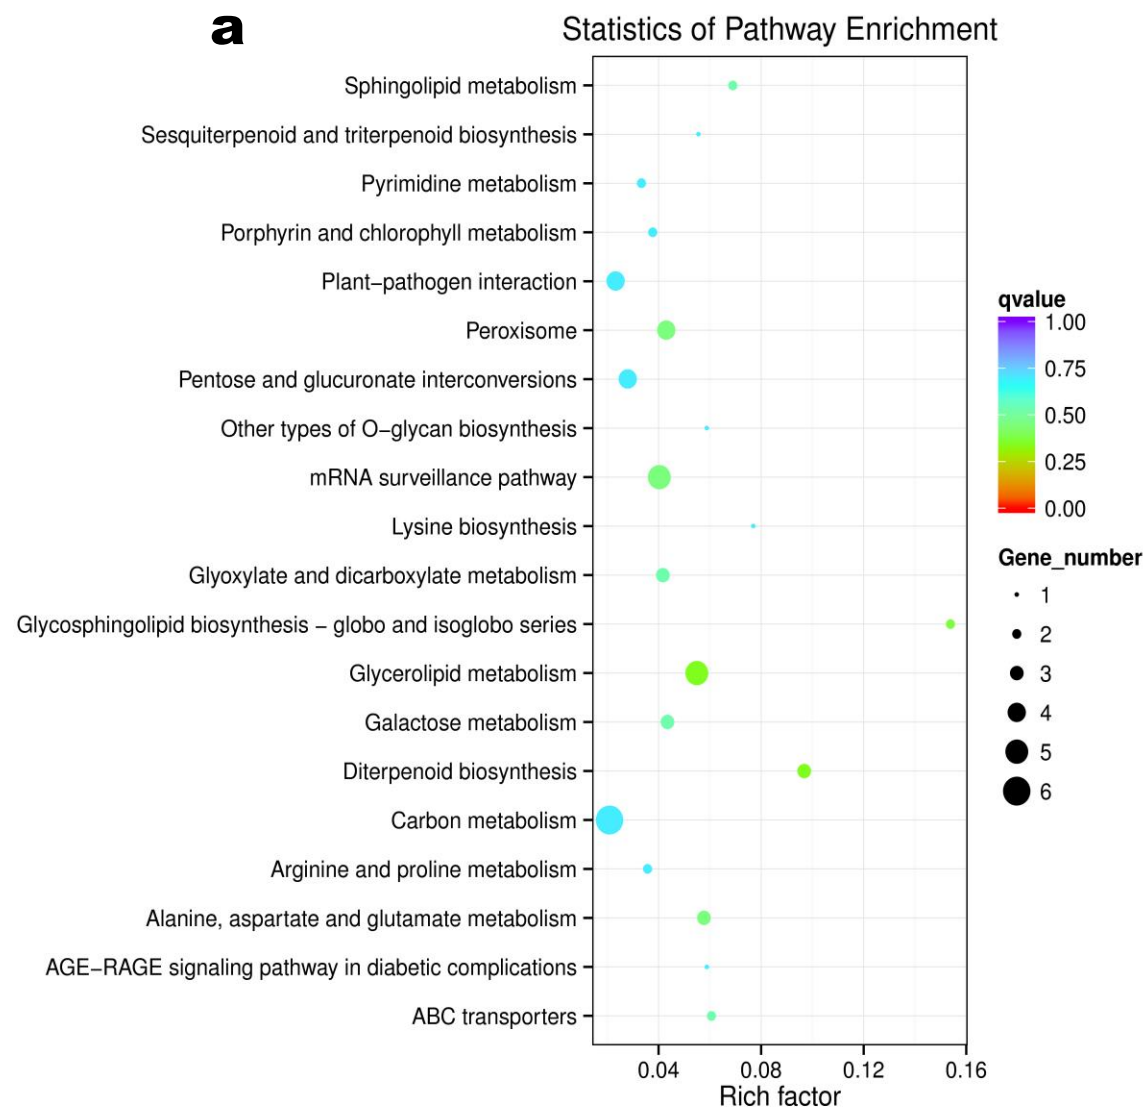 a
Statistics of Pathway Enrichment
Sphingolipid metabolism
Sesquiterpenoid and triterpenoid biosynthesis
Pyrimidine metabolism
Porphyrin and chlorophyll metabolism
Plant−pathogen interaction
Peroxisome
Pentose and glucuronate interconversions
Other types of O−glycan biosynthesis
mRNA surveillance pathway
Lysine biosynthesis
Glyoxylate and dicarboxylate metabolism
Glycosphingolipid biosynthesis − globo and isoglobo series
Glycerolipid metabolism
Galactose metabolism
Diterpenoid biosynthesis
Carbon metabolism
Arginine and proline metabolism
Alanine, aspartate and glutamate metabolism
AGE−RAGE signaling pathway in diabetic complications
ABC transporters
0.04 0.08 0.12 0.16
Rich factor
qvalue
1.00
0.75
0.50
0.25
0.00
Gene_number
1
2
3
4
5
6